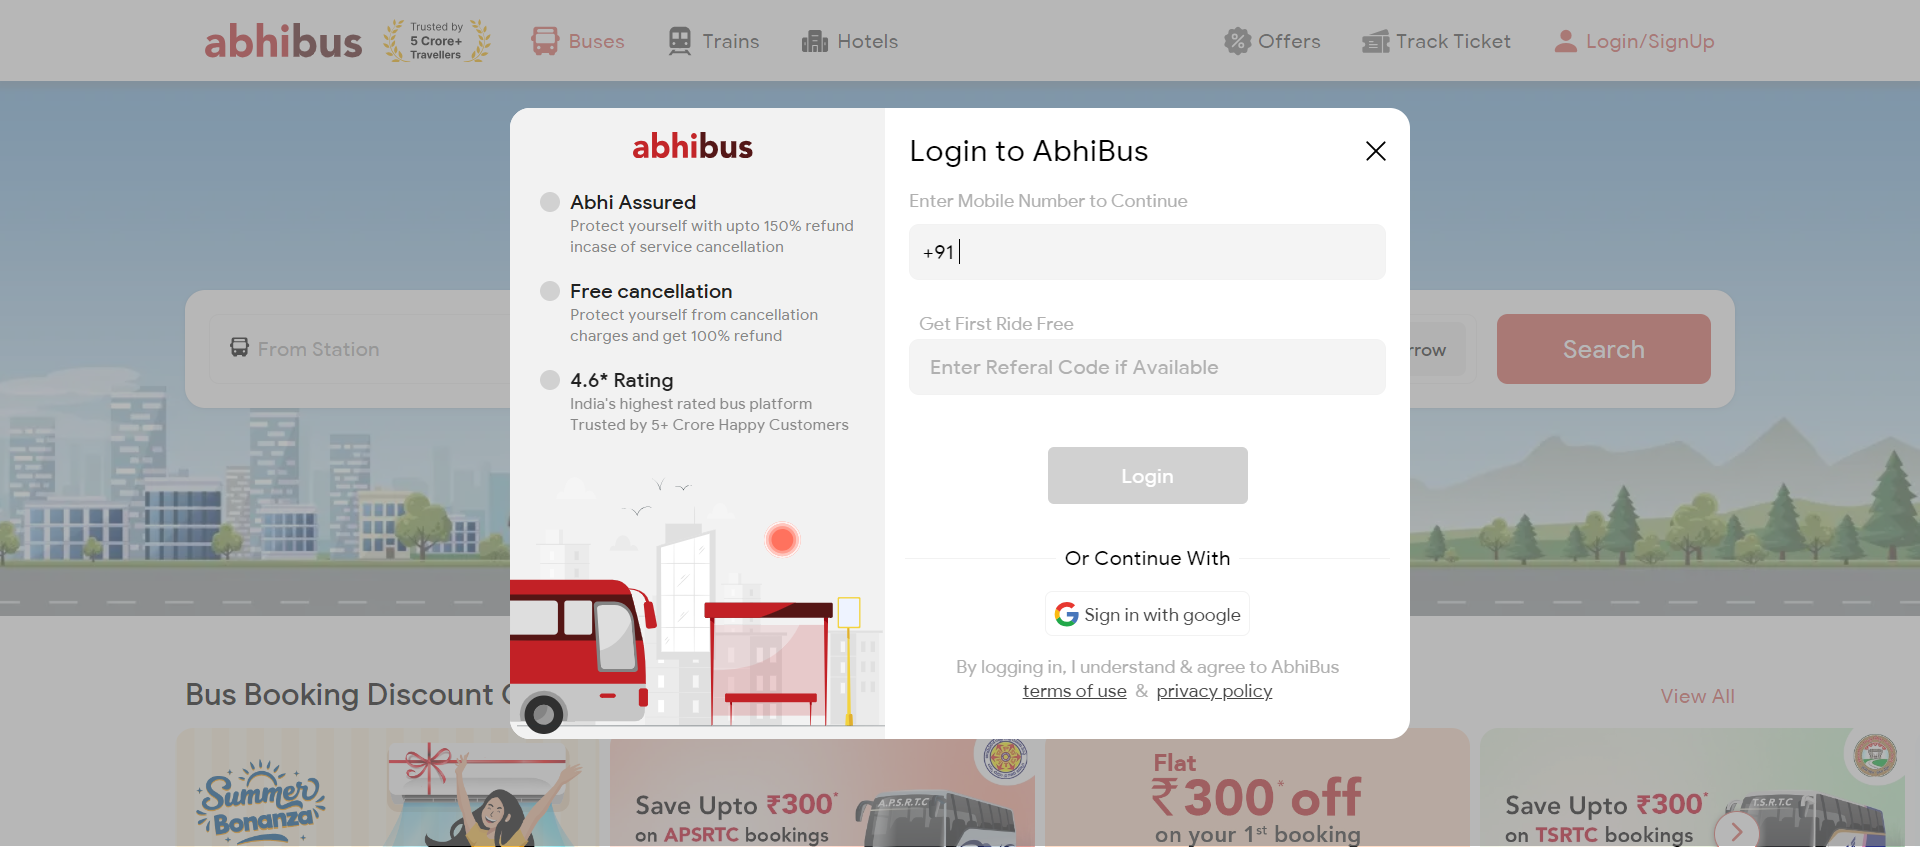 abhibus
Trusted by
5 Crore+
Travellers
Buses
Trains
Hotels
Offers
Track Ticket
Login/SignUp
abhibus
Abhi Assured
Protect yourself with upto 150% refund
incase of service cancellation
Free cancellation
Protect yourself from cancellation
charges and get 100% refund
4.6* Rating
India's highest rated bus platform
Trusted by 5+ Crore Happy Customers
Login to AbhiBus
Enter Mobile Number to Continue
+91
Get First Ride Free
Enter Referal Code if Available
Login
Or Continue With
Sign in with google
By logging in, I understand & agree to AbhiBus
terms of use & privacy policy
From Station
rrow
Search
Bus Booking Discount
View All
Summer
Bonanza
Save Upto ₹300*
on APSRTC bookings
A.P.S.R.T.C
Flat
₹300* off
on your 1st booking
Save Upto ₹300*
on TSRTC bookings
T.S.R.T.C